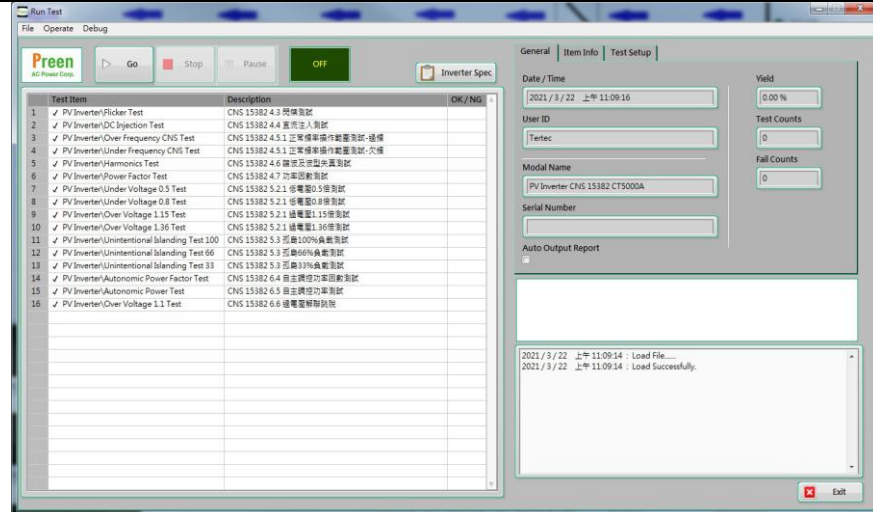 Run Test
File Operate Debug
Preen
AC Power Corp.
Go
Stop
Pause
OFF
Inverter Spec
Test Item Description OK / NG
1 ✓ PV Inverter\Flicker Test CNS 15382 4.3 閃爍測試
2 ✓ PV Inverter\DC Injection Test CNS 15382 4.4 直流注入測試
3 ✓ PV Inverter\Over Frequency CNS Test CNS 15382 4.5.1 正常頻率操作範圍測試-過頻
4 ✓ PV Inverter\Under Frequency CNS Test CNS 15382 4.5.1 正常頻率操作範圍測試-欠頻
5 ✓ PV Inverter\Harmonics Test CNS 15382 4.6 諧波及波型失真測試
6 ✓ PV Inverter\Power Factor Test CNS 15382 4.7 功率因數測試
7 ✓ PV Inverter\Under Voltage 0.5 Test CNS 15382 5.2.1 低電壓0.5倍測試
8 ✓ PV Inverter\Under Voltage 0.8 Test CNS 15382 5.2.1 低電壓0.8倍測試
9 ✓ PV Inverter\Over Voltage 1.15 Test CNS 15382 5.2.1 過電壓1.15倍測試
10 ✓ PV Inverter\Over Voltage 1.36 Test CNS 15382 5.2.1 過電壓1.36倍測試
11 ✓ PV Inverter\Unintentional Islanding Test 100 CNS 15382 5.3 孤島100%負載測試
12 ✓ PV Inverter\Unintentional Islanding Test 66 CNS 15382 5.3 孤島66%負載測試
13 ✓ PV Inverter\Unintentional Islanding Test 33 CNS 15382 5.3 孤島33%負載測試
14 ✓ PV Inverter\Autonomic Power Factor Test CNS 15382 6.4 自主調控功率因數測試
15 ✓ PV Inverter\Autonomic Power Test CNS 15382 6.5 自主調控功率測試
16 ✓ PV Inverter\Over Voltage 1.1 Test CNS 15382 6.6 過電壓解聯跳脫
General Item Info Test Setup
Date / Time
2021 / 3 / 22 上午 11:09:16
User ID
Tertec
Modal Name
PV Inverter CNS 15382 CT5000A
Serial Number
Auto Output Report
Yield
0.00 %
Test Counts
0
Fail Counts
0
2021 / 3 / 22 上午 11:09:14 : Load File......
2021 / 3 / 22 上午 11:09:14 : Load Successfully.
Exit